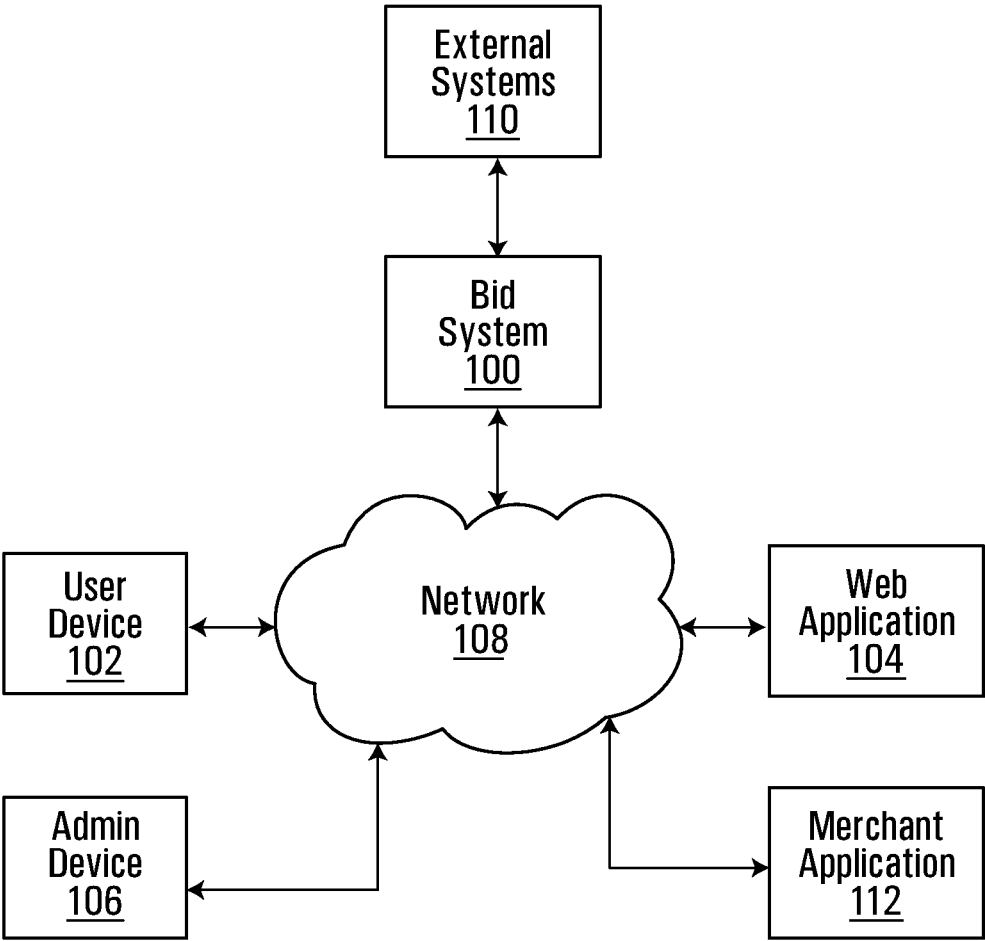 External
Systems
110
Bid
System
100
Network
108
User
Device
102
Web
Application
104
Admin
Device
106
Merchant
Application
112